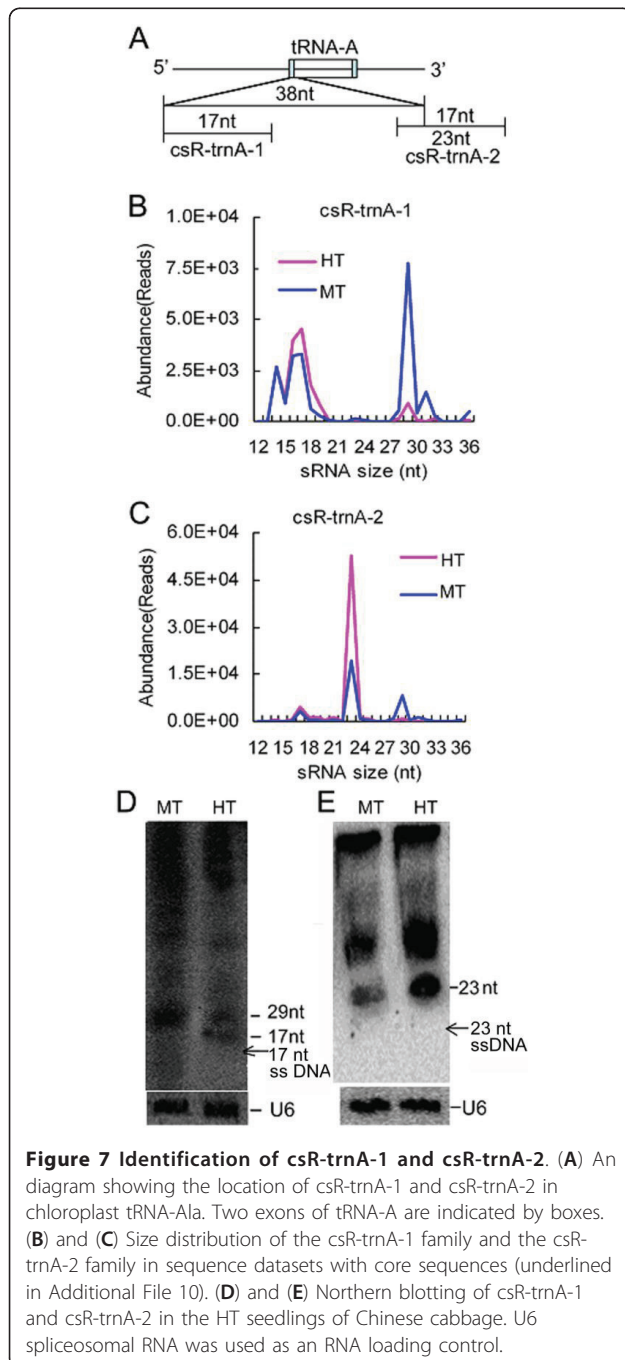 A
tRNA-A
5’ 3’
38nt
17nt 17nt
csR-trnA-1 23nt
csR-trnA-2
B csR-trnA-1
Abundance(Reads)
1.0E+04
7.5E+03
5.0E+03
2.5E+03
0.0E+00
HT
MT
12 15 18 21 24 27 30 33 36
sRNA size (nt)
C csR-trnA-2
Abundance(Reads)
6.0E+04
4.5E+04
3.0E+04
1.5E+04
0.0E+00
HT
MT
12 15 18 21 24 27 30 33 36
sRNA size (nt)
D MT HT
29nt
17nt
17 nt
ss DNA
U6
E MT HT
23 nt
23 nt
ssDNA
U6
Figure 7 Identification of csR-trnA-1 and csR-trnA-2. (A) An
diagram showing the location of csR-trnA-1 and csR-trnA-2 in
chloroplast tRNA-Ala. Two exons of tRNA-A are indicated by boxes.
(B) and (C) Size distribution of the csR-trnA-1 family and the csR-
trnA-2 family in sequence datasets with core sequences (underlined
in Additional File 10). (D) and (E) Northern blotting of csR-trnA-1
and csR-trnA-2 in the HT seedlings of Chinese cabbage. U6
spliceosomal RNA was used as an RNA loading control.